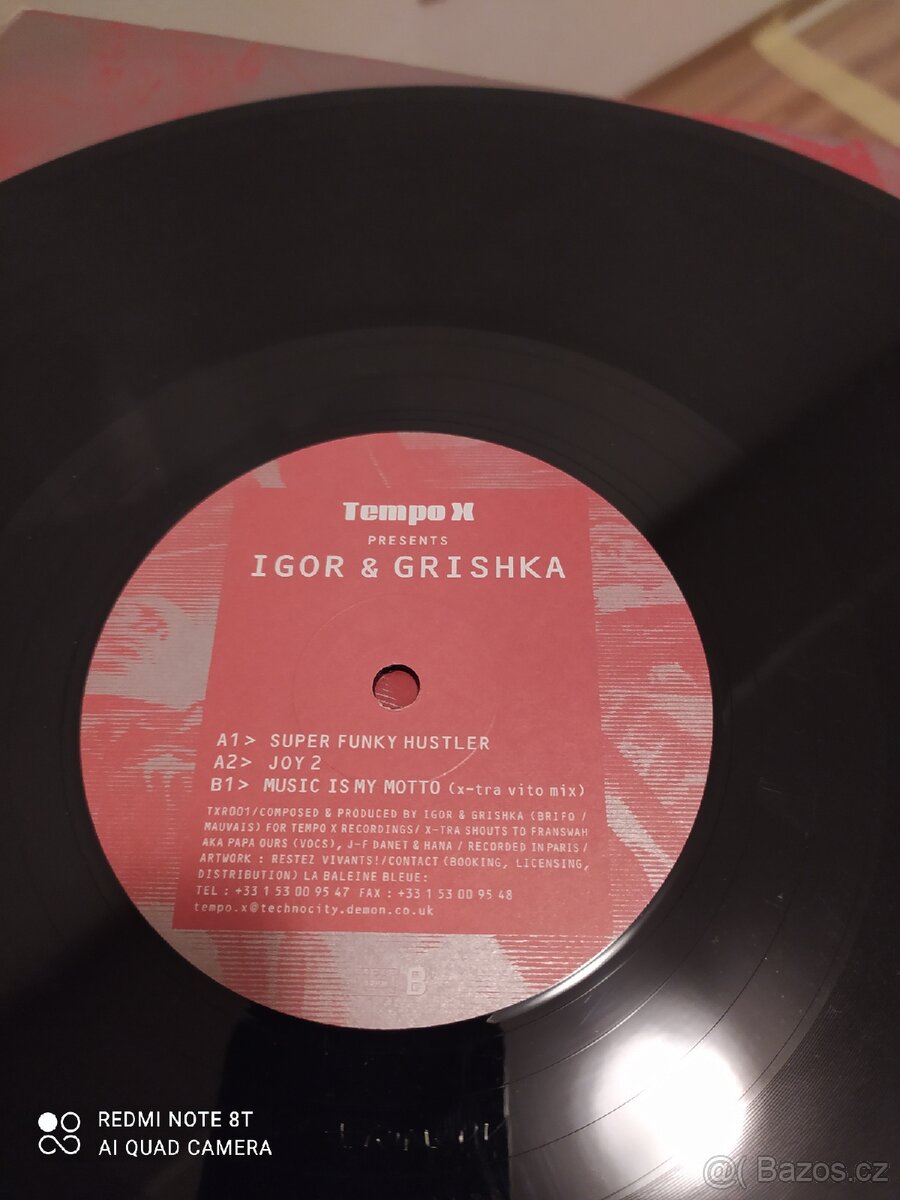 Tempo X
PRESENTS
IGOR & GRISHKA
A1> SUPER FUNKY HUSTLER
A2> JOY 2
B1> MUSIC IS MY MOTTO (x-tra vito mix)
TXR001/COMPOSED & PRODUCED BY IGOR & GRISHKA (BRIFO/
MAUVAIS) FOR TEMPO X RECORDINGS/ X-TRA SHOUTS TO FRANSWAH
AKA PAPA OURS (VOCS), J-F DANET & HANA / RECORDED IN PARIS/
ARTWORK : RESTEZ VIVANTS!/CONTACT (BOOKING, LICENSING,
DISTRIBUTION) LA BALEINE BLEUE:
TEL : +33 1 53 00 95 47 FAX : +33 1 53 00 95 48
tempo.x@technocity.demon.co.uk
B
REDMI NOTE 8T
AI QUAD CAMERA
@( Bazos.cz